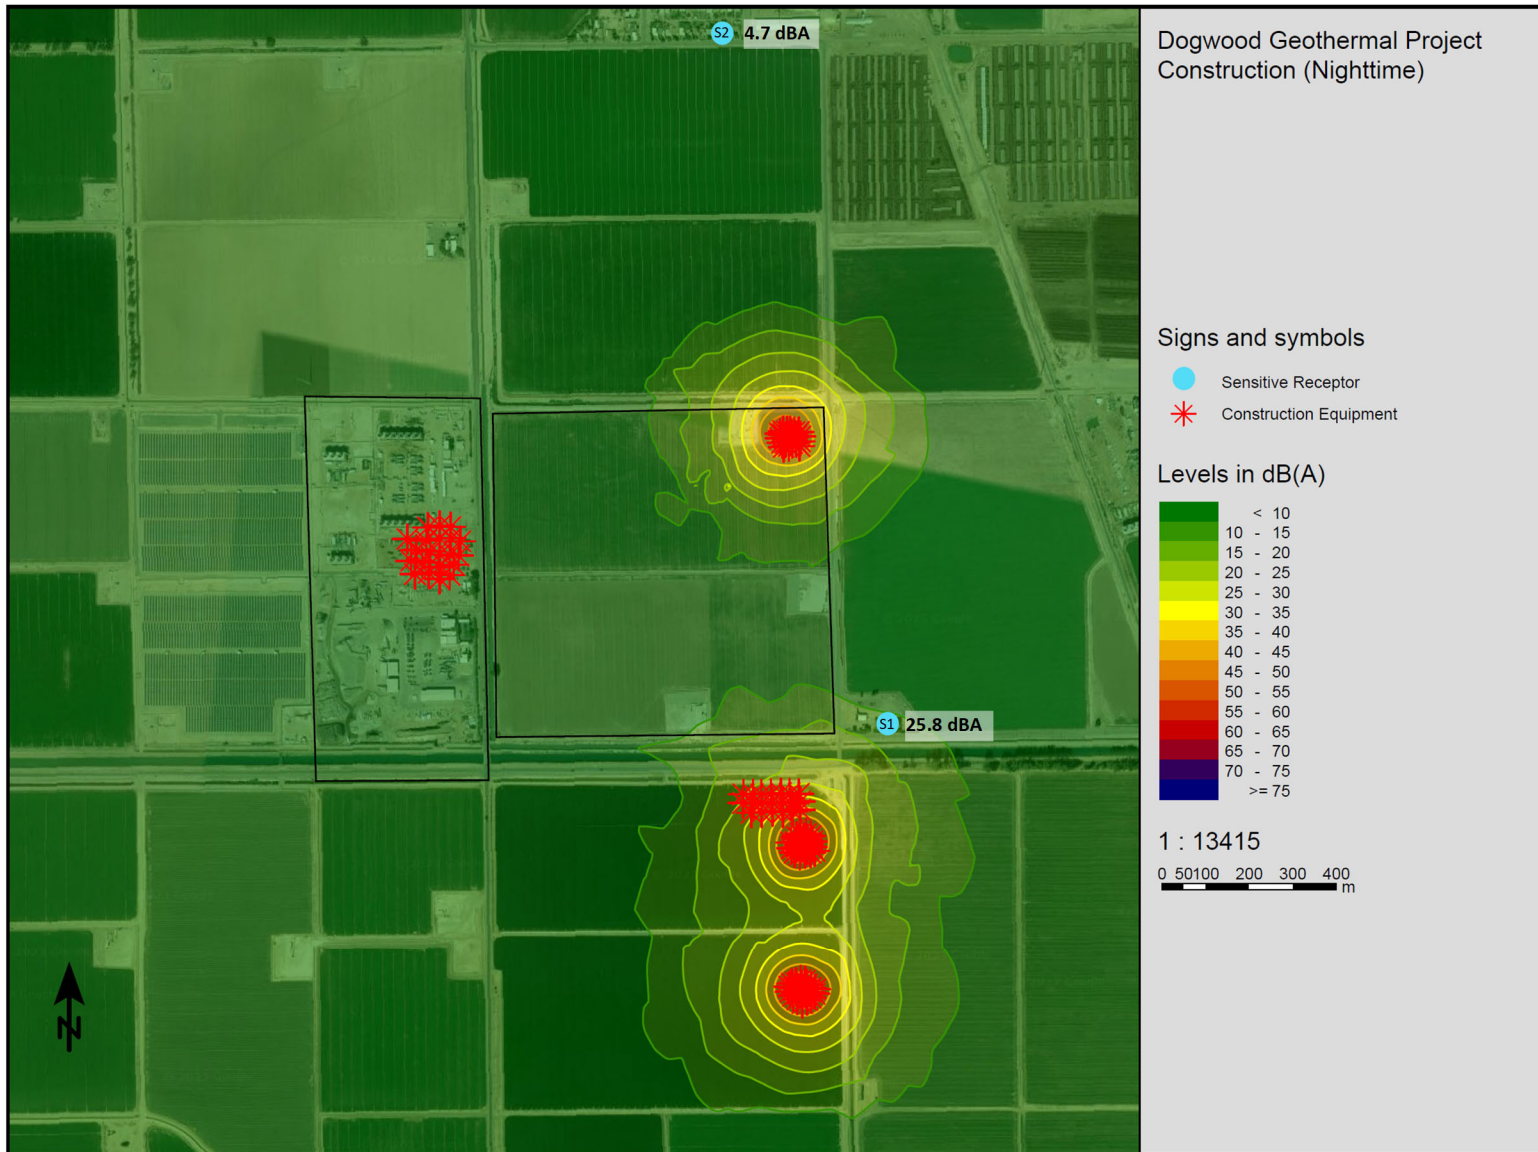 S2 4.7 dBA
S1 25.8 dBA
N
Dogwood Geothermal Project
Construction (Nighttime)
Signs and symbols
Sensitive Receptor
Construction Equipment
Levels in dB(A)
< 10
10 - 15
15 - 20
20 - 25
25 - 30
30 - 35
35 - 40
40 - 45
45 - 50
50 - 55
55 - 60
60 - 65
65 - 70
70 - 75
>= 75
1 : 13415
0 50100 200 300 400
m